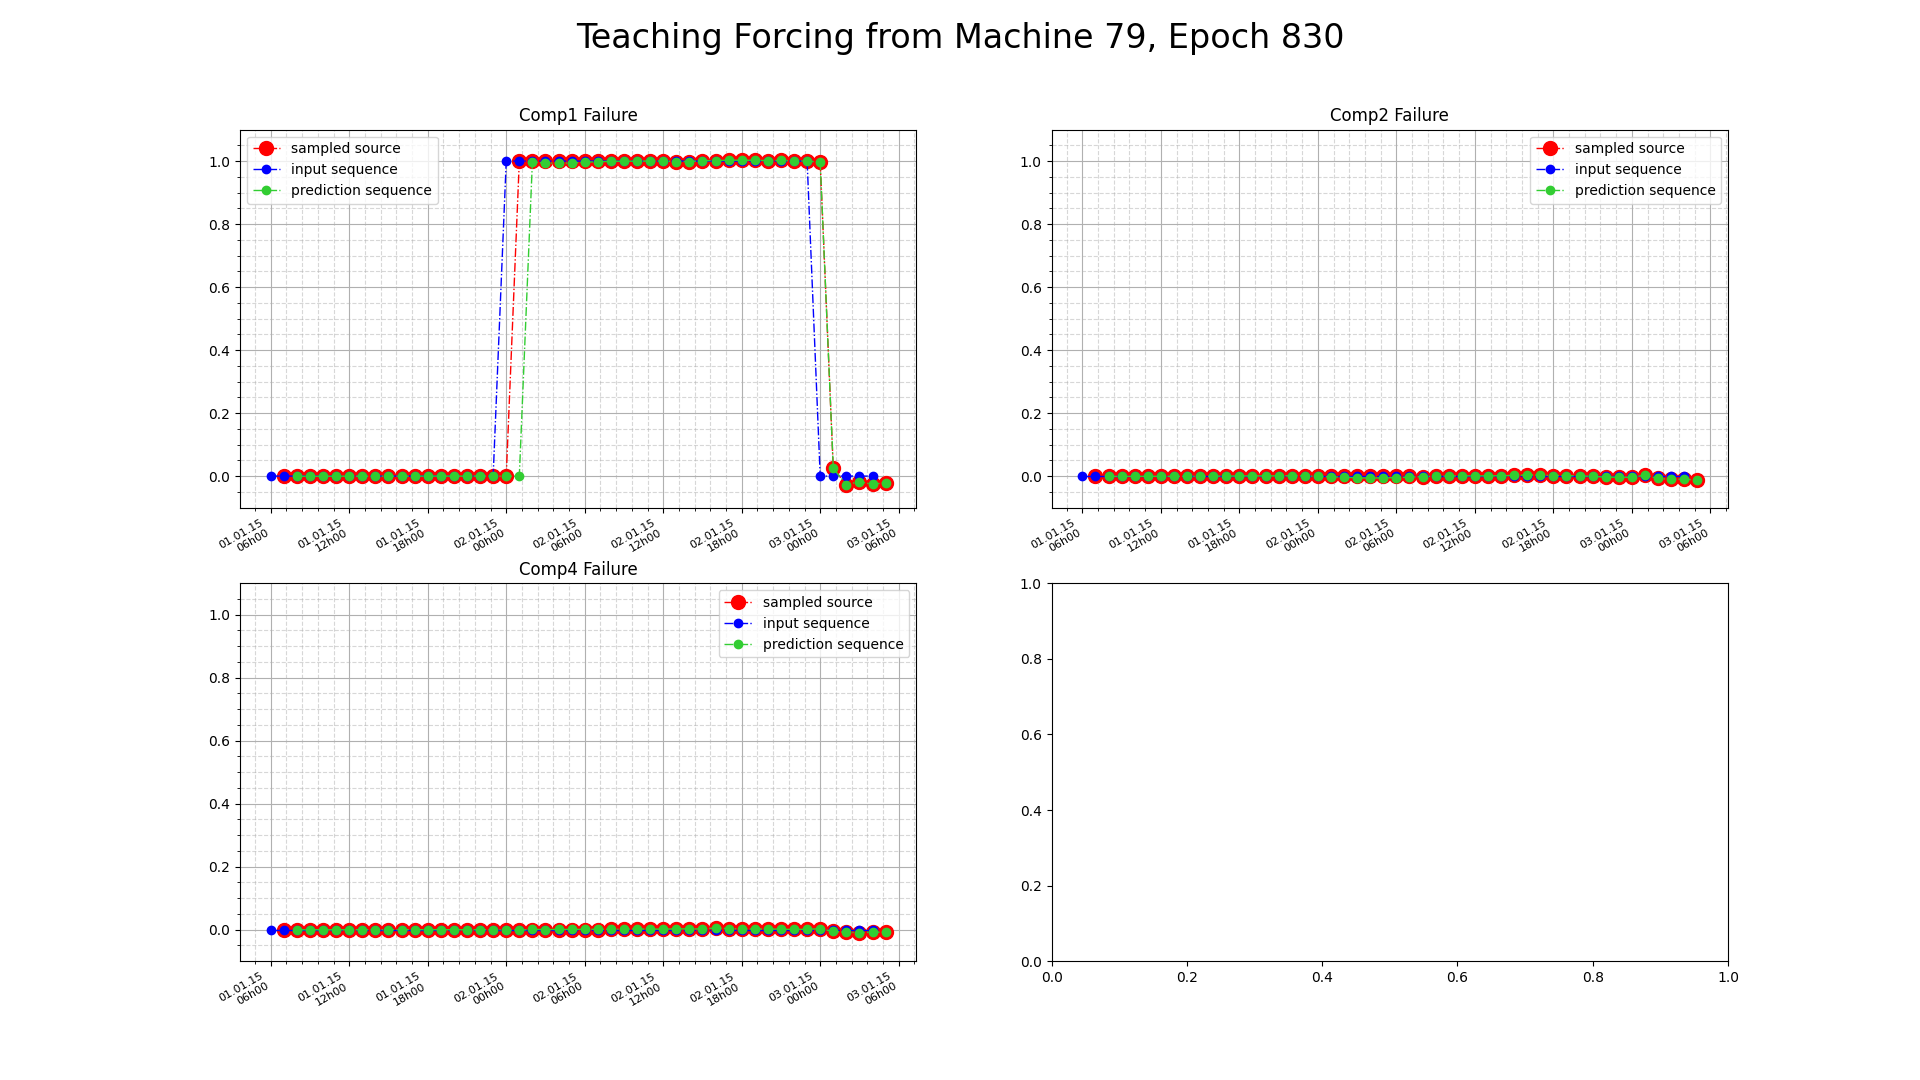 Teaching Forcing from Machine 79, Epoch 830
Comp1 Failure
sampled source
input sequence
prediction sequence
1.0
0.8
0.6
0.4
0.2
0.0
01.01.15
06h00
01.01.15
12h00
01.01.15
18h00
02.01.15
00h00
02.01.15
06h00
02.01.15
12h00
02.01.15
18h00
03.01.15
00h00
03.01.15
06h00
Comp2 Failure
sampled source
input sequence
prediction sequence
1.0
0.8
0.6
0.4
0.2
0.0
01.01.15
06h00
01.01.15
12h00
01.01.15
18h00
02.01.15
00h00
02.01.15
06h00
02.01.15
12h00
02.01.15
18h00
03.01.15
00h00
03.01.15
06h00
Comp4 Failure
sampled source
input sequence
prediction sequence
1.0
0.8
0.6
0.4
0.2
0.0
01.01.15
06h00
01.01.15
12h00
01.01.15
18h00
02.01.15
00h00
02.01.15
06h00
02.01.15
12h00
02.01.15
18h00
03.01.15
00h00
03.01.15
06h00
1.0
0.8
0.6
0.4
0.2
0.0
0.0 0.2 0.4 0.6 0.8 1.0